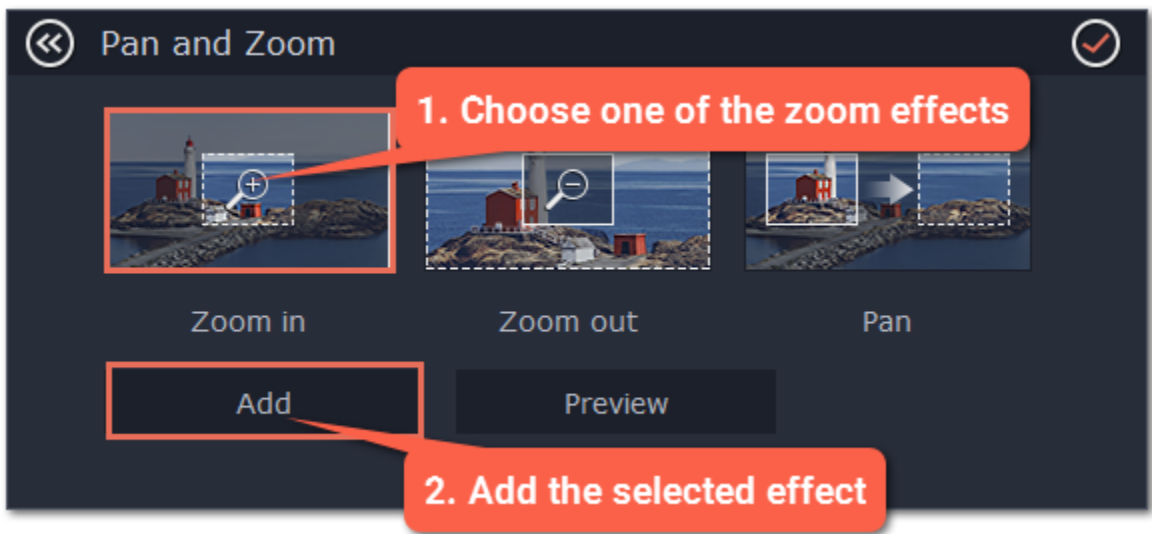 Pan and Zoom
1. Choose one of the zoom effects
Zoom in
Zoom out
Pan
Add
Preview
2. Add the selected effect